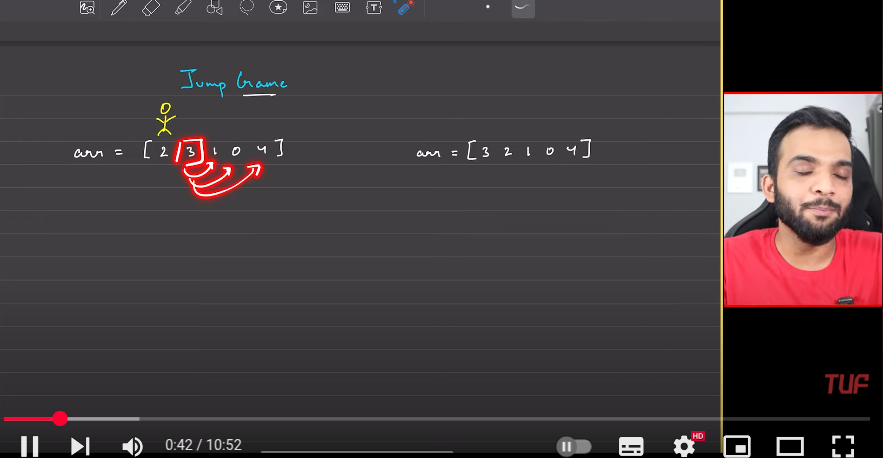 Jump Game
arr = [ 2 3 1 0 4 ]
arr = [ 3 2 1 0 4 ]
TUF
0:42 / 10:52
HD